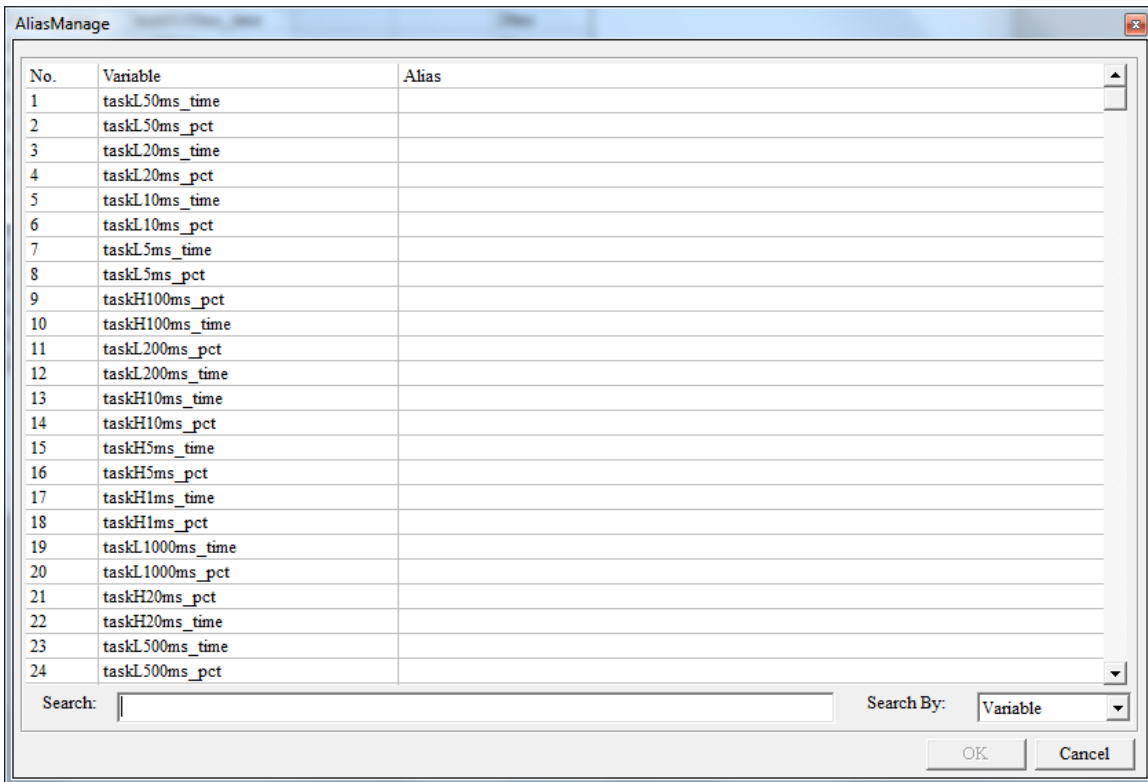 AliasManage
No. Variable Alias
1 taskL50ms_time
2 taskL50ms_pct
3 taskL20ms_time
4 taskL20ms_pct
5 taskL10ms_time
6 taskL10ms_pct
7 taskL5ms_time
8 taskL5ms_pct
9 taskH100ms_pct
10 taskH100ms_time
11 taskL200ms_pct
12 taskL200ms_time
13 taskH10ms_time
14 taskH10ms_pct
15 taskH5ms_time
16 taskH5ms_pct
17 taskH1ms_time
18 taskH1ms_pct
19 taskL1000ms_time
20 taskL1000ms_pct
21 taskH20ms_pct
22 taskH20ms_time
23 taskL500ms_time
24 taskL500ms_pct
Search: Search By: Variable
OK Cancel